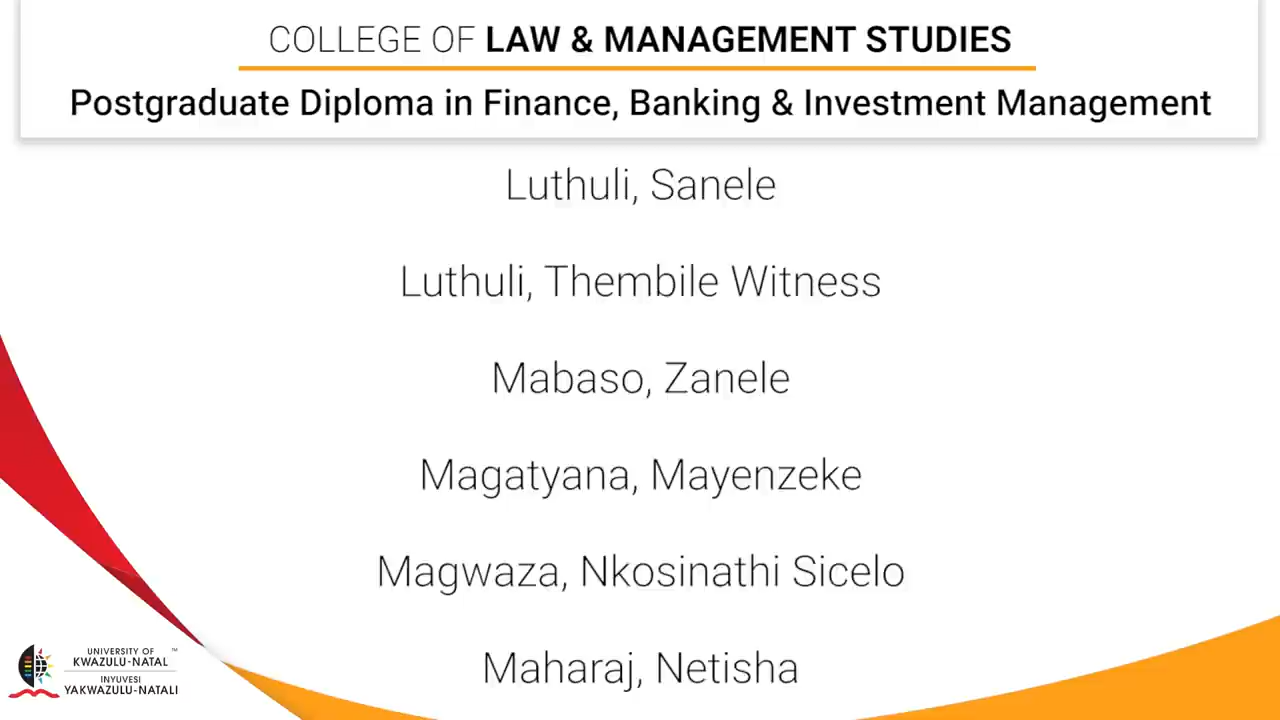 COLLEGE OF LAW & MANAGEMENT STUDIES
Postgraduate Diploma in Finance, Banking & Investment Management
Luthuli, Sanele
Luthuli, Thembile Witness
Mabaso, Zanele
Magatyana, Mayenzeke
Magwaza, Nkosinathi Sicelo
Maharaj, Netisha
UNIVERSITY OF ™
KWAZULU-NATAL
INYUVESI
YAKWAZULU-NATALI